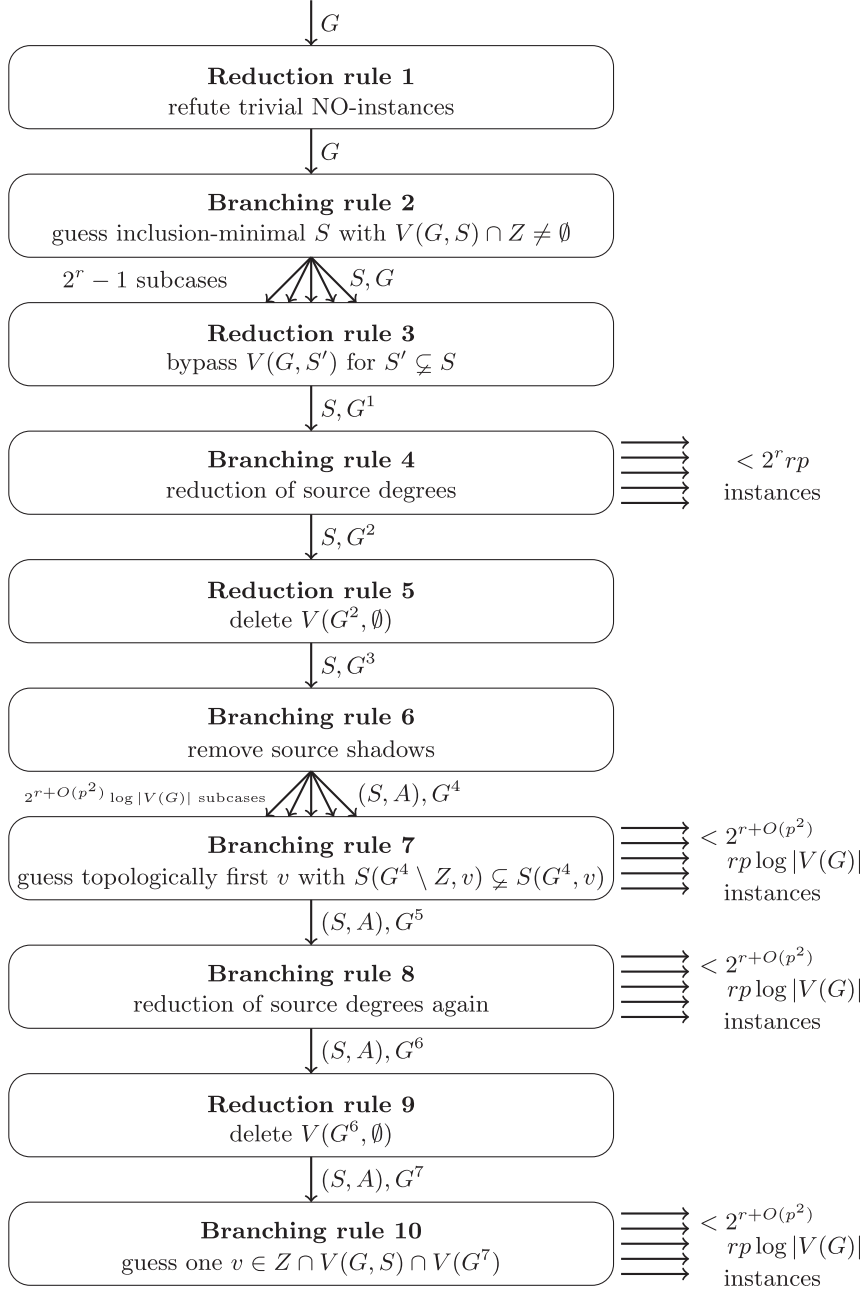 G
Reduction rule 1
refute trivial NO-instances
G
Branching rule 2
guess inclusion-minimal S with V(G, S) ∩ Z ≠ ∅
2^r − 1 subcases
S, G
Reduction rule 3
bypass V(G, S′) for S′ ⊊ S
S, G^1
Branching rule 4
reduction of source degrees
< 2^r rp
instances
S, G^2
Reduction rule 5
delete V(G^2, ∅)
S, G^3
Branching rule 6
remove source shadows
2^{r+O(p^2)} log |V(G)| subcases
(S, A), G^4
Branching rule 7
guess topologically first v with S(G^4 \ Z, v) ⊊ S(G^4, v)
< 2^{r+O(p^2)}
rp log |V(G)|
instances
(S, A), G^5
Branching rule 8
reduction of source degrees again
< 2^{r+O(p^2)}
rp log |V(G)|
instances
(S, A), G^6
Reduction rule 9
delete V(G^6, ∅)
(S, A), G^7
Branching rule 10
guess one v ∈ Z ∩ V(G, S) ∩ V(G^7)
< 2^{r+O(p^2)}
rp log |V(G)|
instances